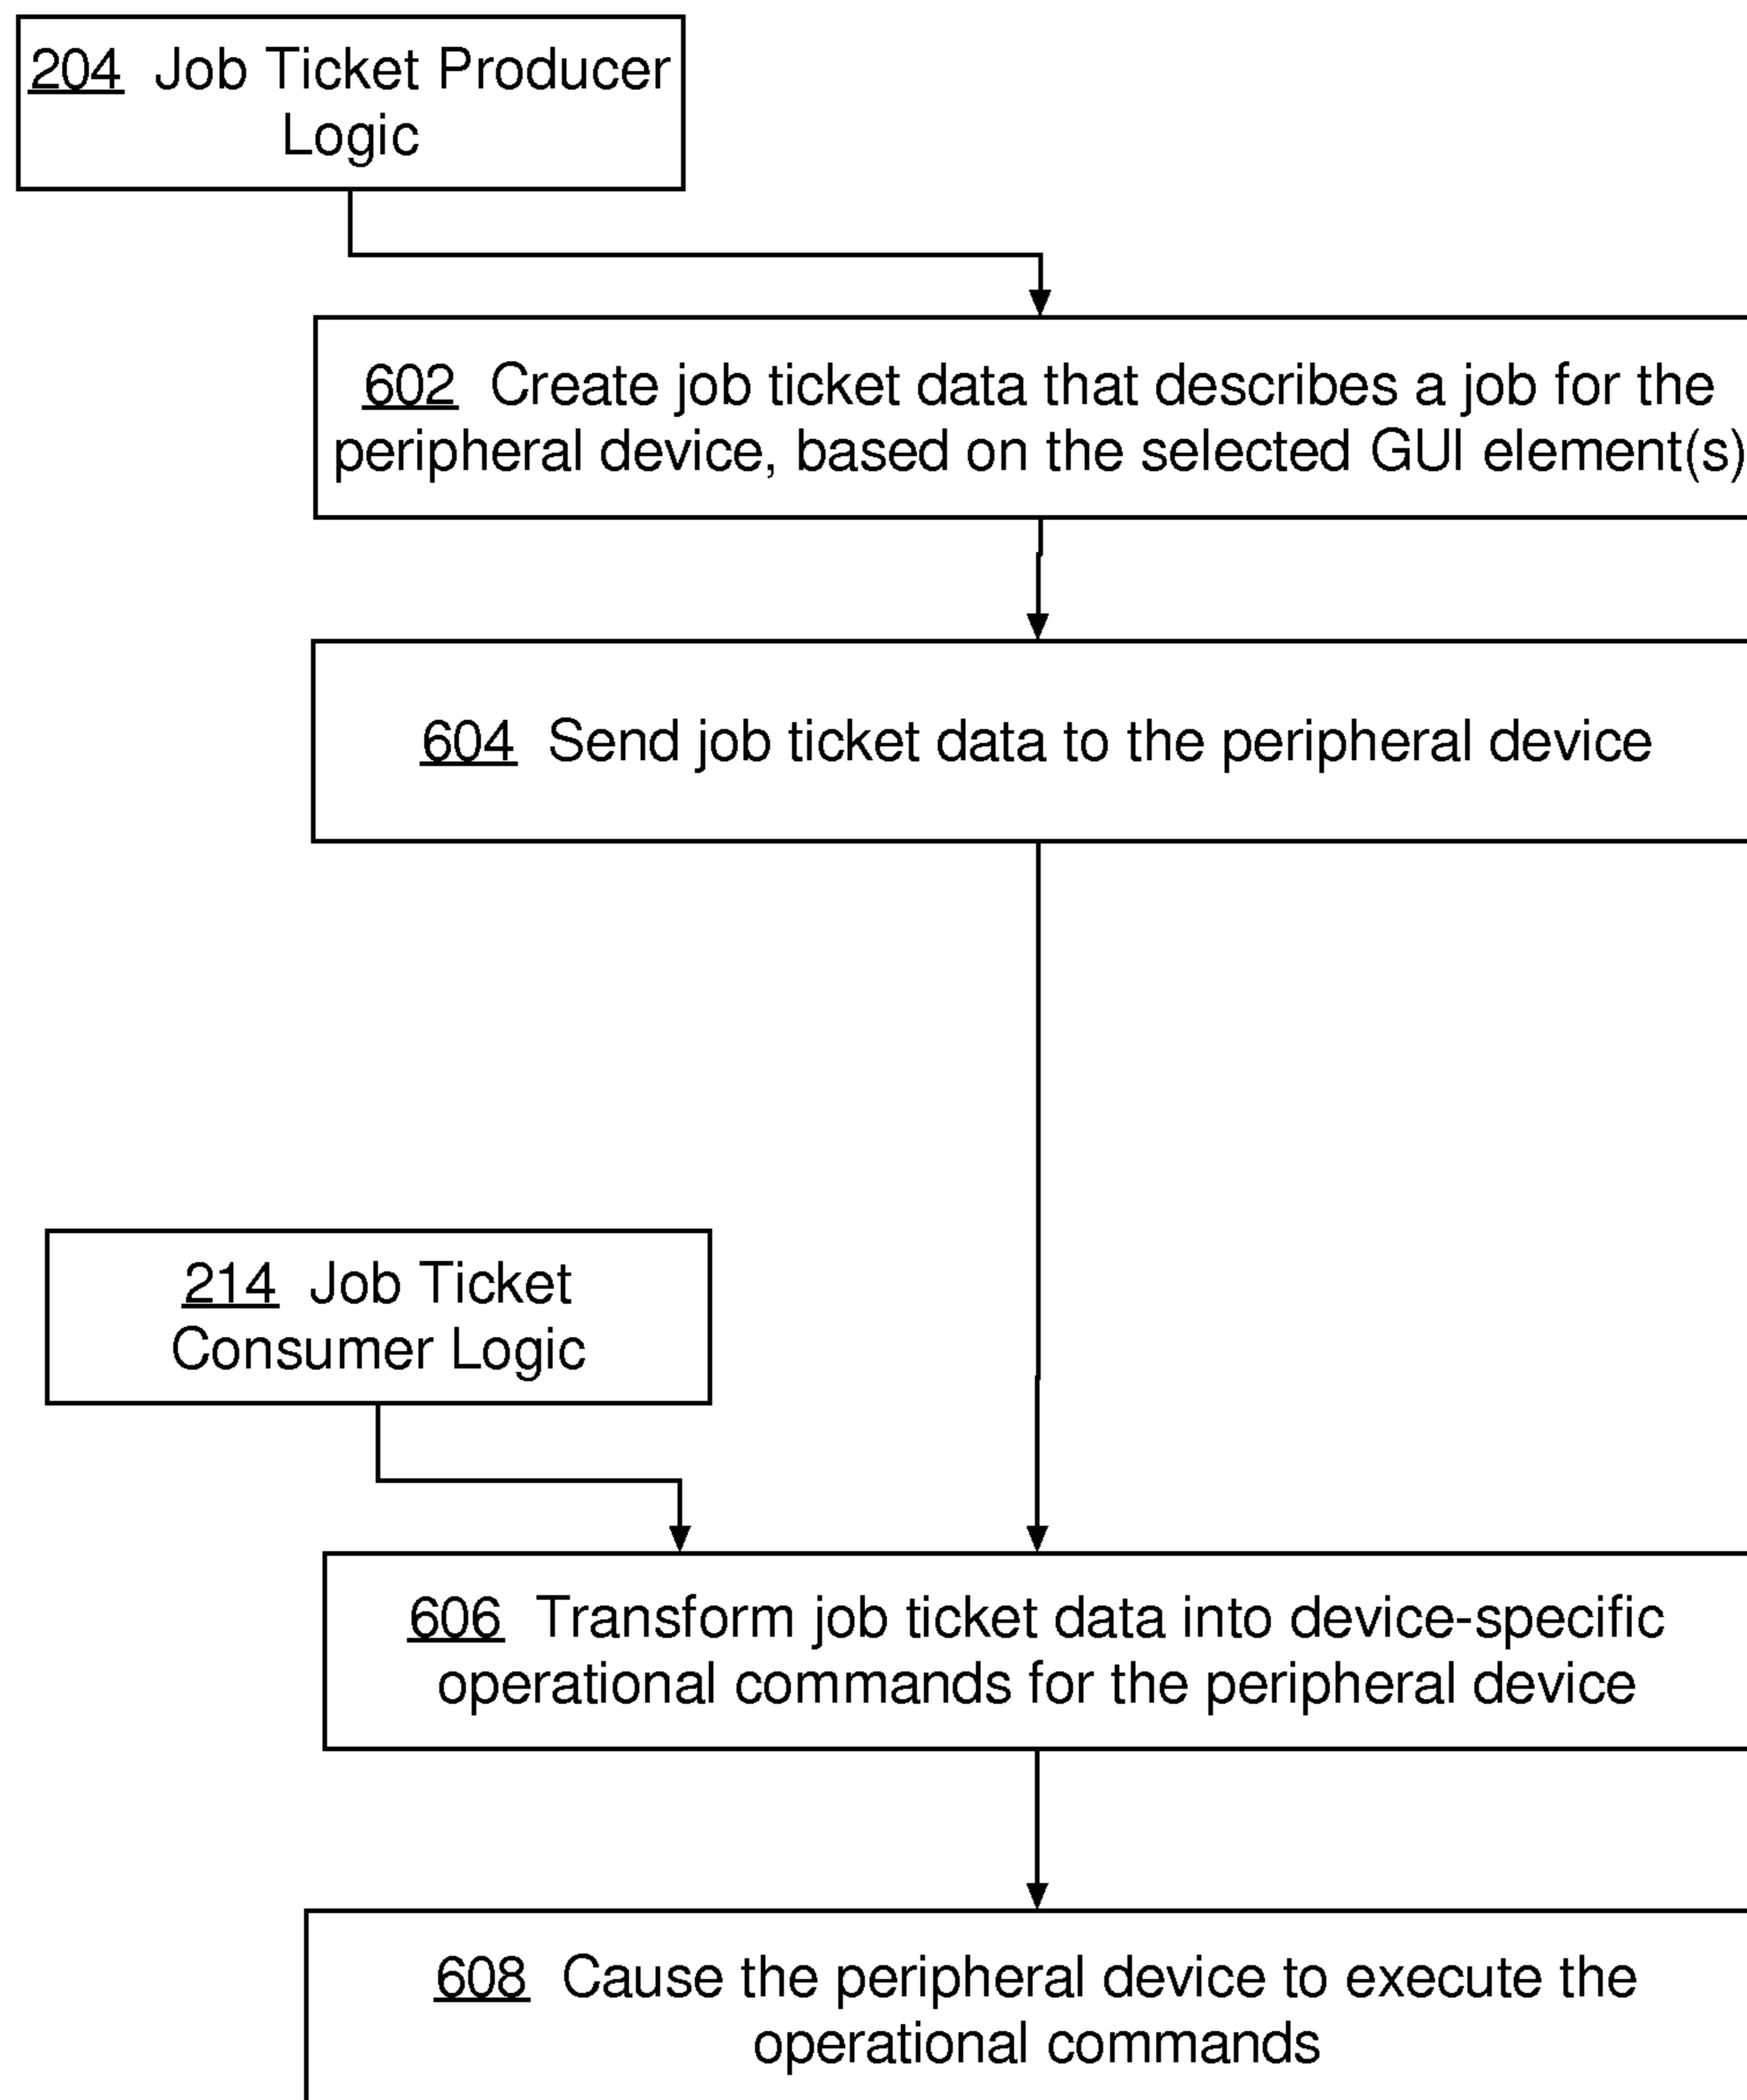 204 Job Ticket Producer
Logic
602 Create job ticket data that describes a job for the
peripheral device, based on the selected GUI element(s)
604 Send job ticket data to the peripheral device
214 Job Ticket
Consumer Logic
606 Transform job ticket data into device-specific
operational commands for the peripheral device
608 Cause the peripheral device to execute the
operational commands